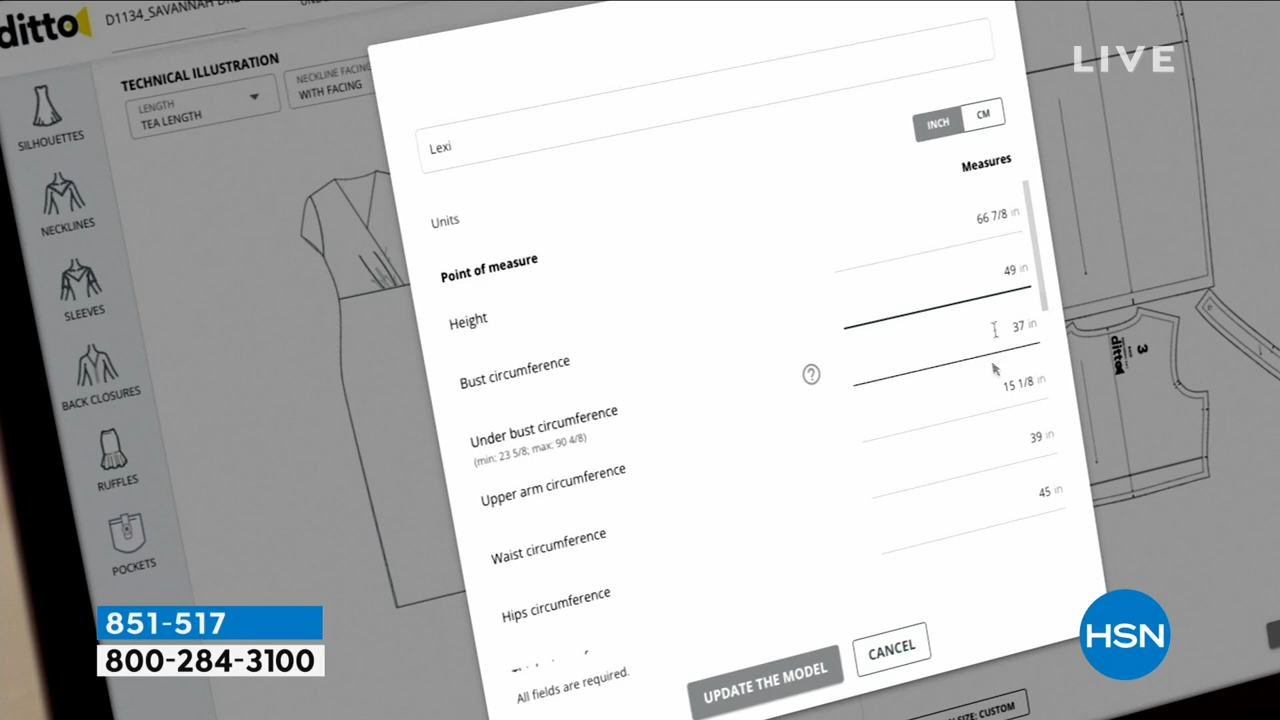 ditto
D1134_SAVANNAH
LIVE
TECHNICAL ILLUSTRATION
LENGTH
TEA LENGTH
NECKLINE FACING
WITH FACING
SILHOUETTES
NECKLINES
SLEEVES
BACK CLOSURES
RUFFLES
POCKETS
Lexi
INCH
CM
Units
Measures
Point of measure
Height
66 7/8 in
Bust circumference
49 in
Under bust circumference
(min: 23 5/8; max: 90 4/8)
?
37 in
Upper arm circumference
15 1/8 in
Waist circumference
39 in
Hips circumference
45 in
All fields are required.
UPDATE THE MODEL
CANCEL
SIZE: CUSTOM
3
ditto
851-517
800-284-3100
HSN